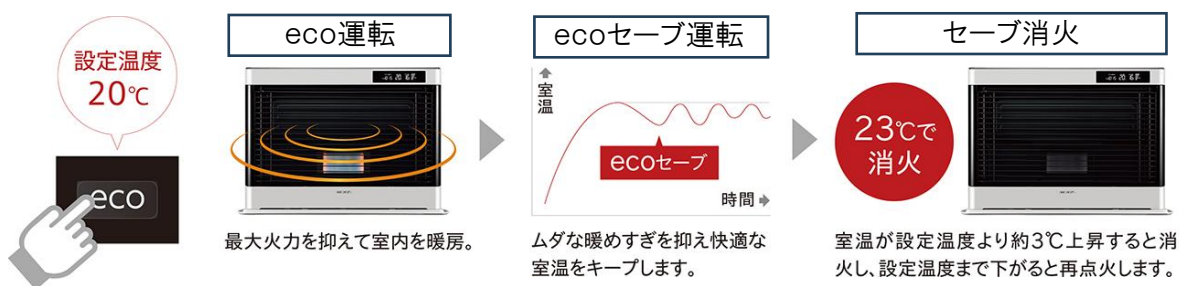 設定温度
20℃
eco
eco運転
最大火力を抑えて室内を暖房。
ecoセーブ運転
室温
ecoセーブ
時間
ムダな暖めすぎを抑え快適な
室温をキープします。
セーブ消火
23℃で
消火
室温が設定温度より約3℃上昇すると消
火し、設定温度まで下がると再点火します。